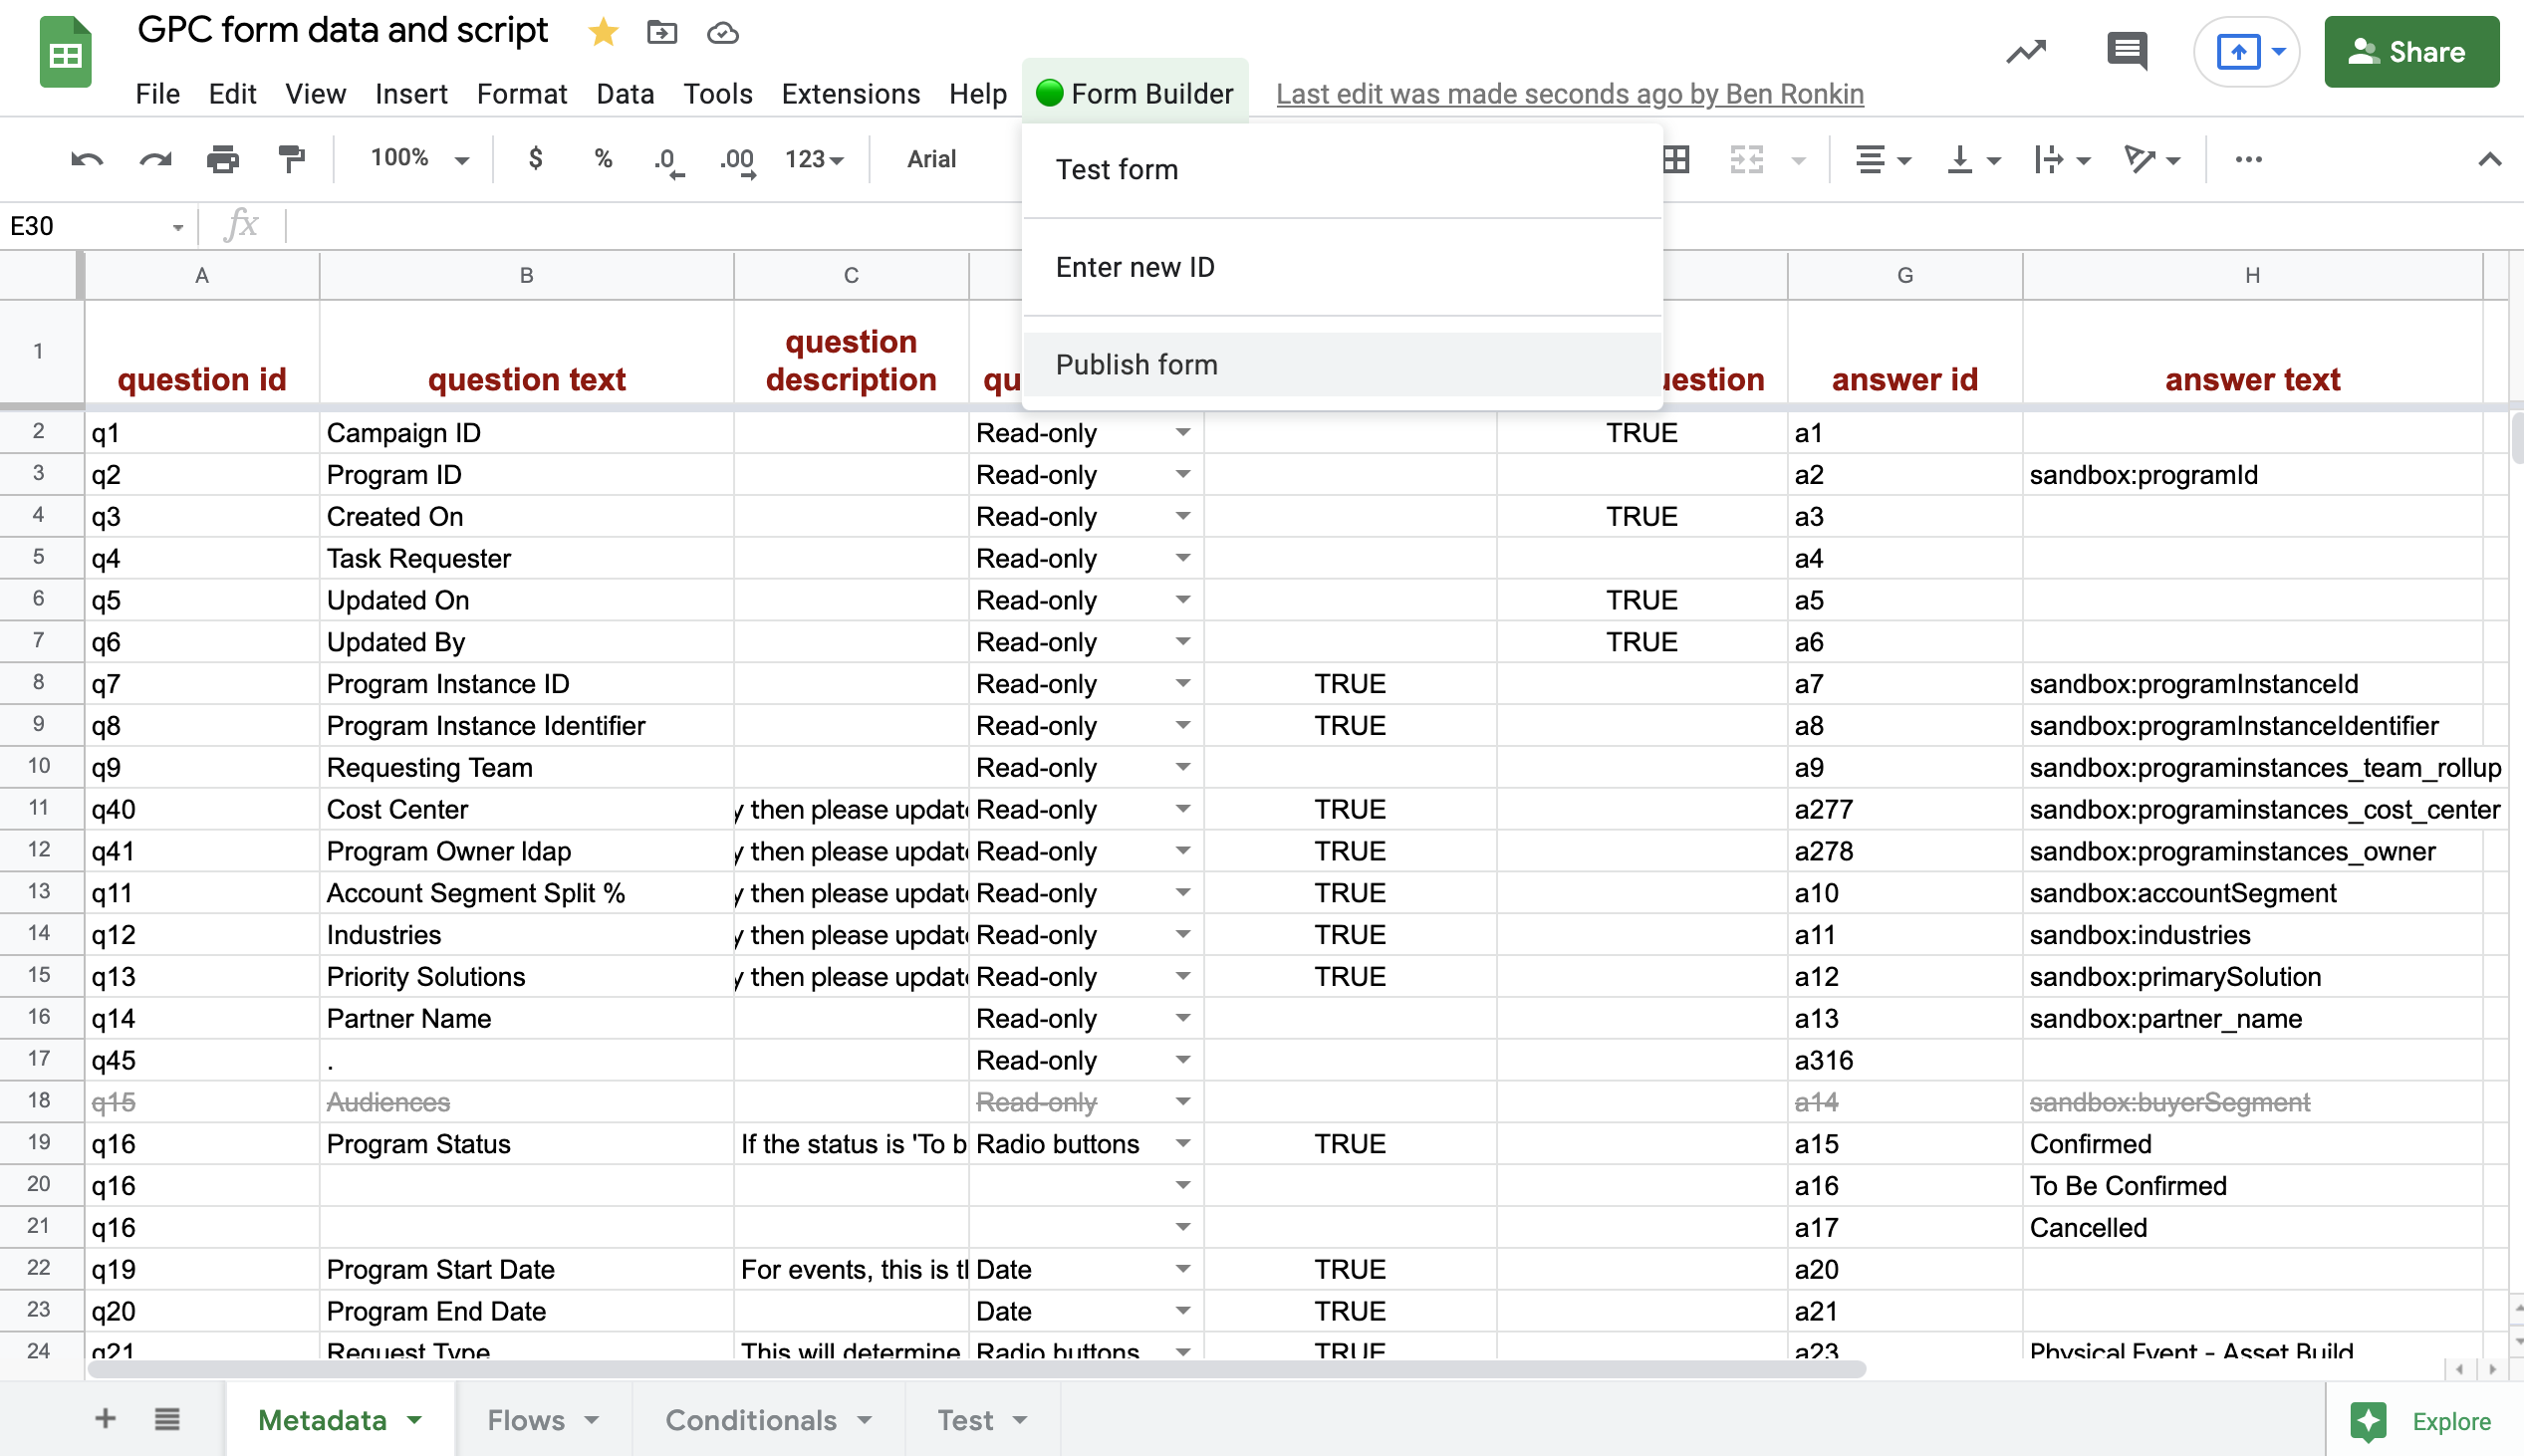 GPC form data and script
File Edit View Insert Format Data Tools Extensions Help Form Builder Last edit was made seconds ago by Ben Ronkin
Share
100% $ % .0 .00 123 Arial
Test form
Enter new ID
Publish form
E30 fx
A B C G H
1 question id question text question description qu uestion answer id answer text
2 q1 Campaign ID Read-only TRUE a1
3 q2 Program ID Read-only a2 sandbox:programId
4 q3 Created On Read-only TRUE a3
5 q4 Task Requester Read-only a4
6 q5 Updated On Read-only TRUE a5
7 q6 Updated By Read-only TRUE a6
8 q7 Program Instance ID Read-only TRUE a7 sandbox:programInstanceId
9 q8 Program Instance Identifier Read-only TRUE a8 sandbox:programInstanceIdentifier
10 q9 Requesting Team Read-only a9 sandbox:programinstances_team_rollup
11 q40 Cost Center y then please update Read-only TRUE a277 sandbox:programinstances_cost_center
12 q41 Program Owner ldap y then please update Read-only TRUE a278 sandbox:programinstances_owner
13 q11 Account Segment Split % y then please update Read-only TRUE a10 sandbox:accountSegment
14 q12 Industries y then please update Read-only TRUE a11 sandbox:industries
15 q13 Priority Solutions y then please update Read-only TRUE a12 sandbox:primarySolution
16 q14 Partner Name Read-only a13 sandbox:partner_name
17 q45 . Read-only a316
18 q15 Audiences Read-only a14 sandbox:buyerSegment
19 q16 Program Status If the status is 'To b Radio buttons TRUE a15 Confirmed
20 q16 a16 To Be Confirmed
21 q16 a17 Cancelled
22 q19 Program Start Date For events, this is t Date TRUE a20
23 q20 Program End Date Date TRUE a21
24 q21 Request Type This will determine Radio buttons TRUE a23 Physical Event - Asset Build
Metadata Flows Conditionals Test Explore